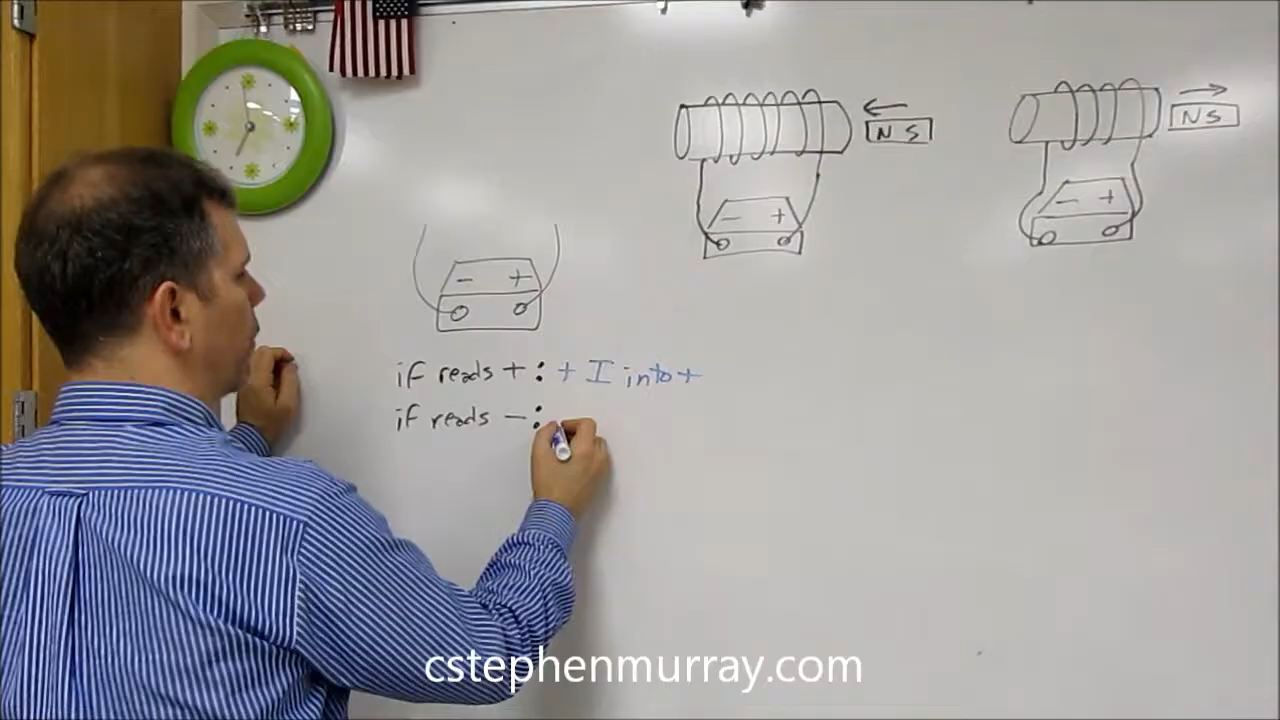 N S
N S
- +
- +
- +
if reads + : + I into +
if reads - :
cstephenmurray.com